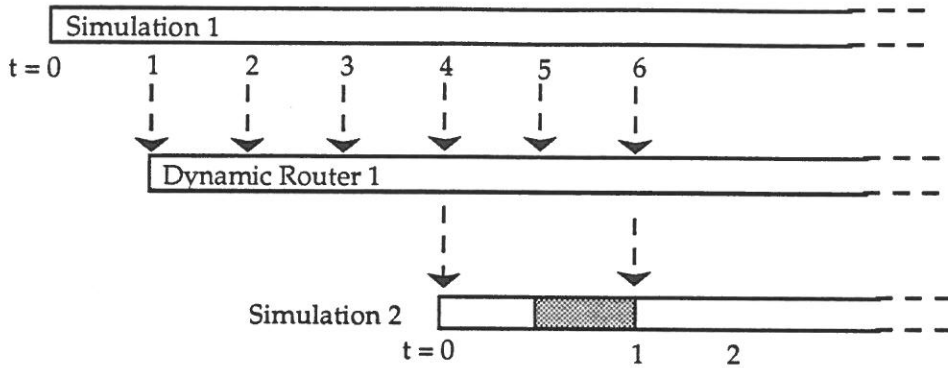 Simulation 1
t = 0 1 2 3 4 5 6
Dynamic Router 1
Simulation 2
t = 0 1 2